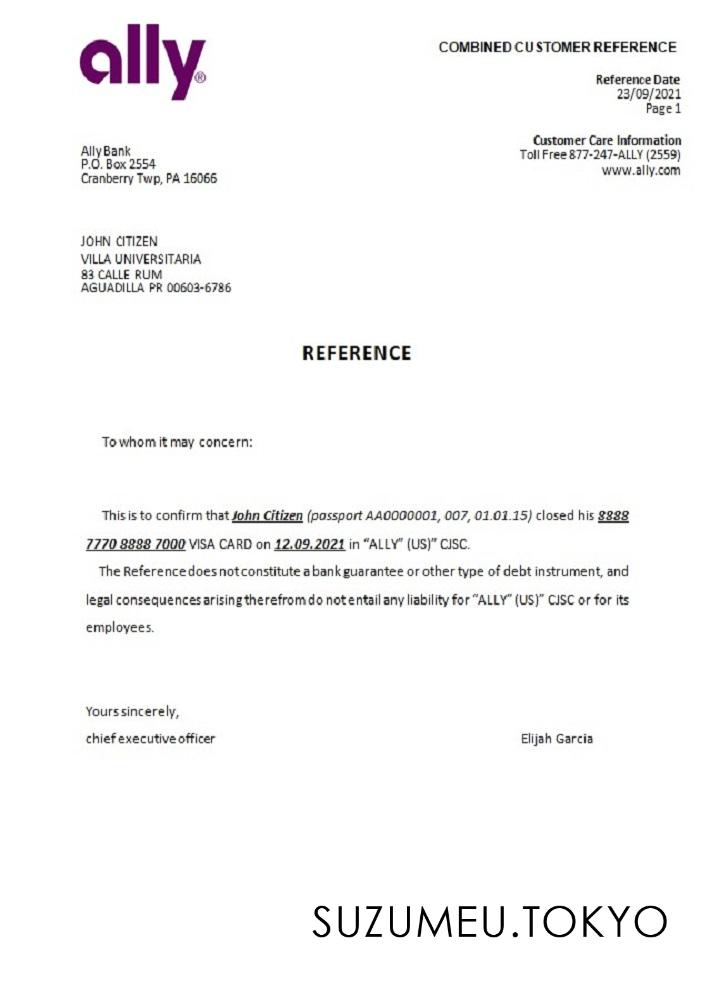 ally®
COMBINED CUSTOMER REFERENCE
Reference Date
23/09/2021
Page 1
Customer Care Information
Toll Free 877-247-ALLY (2559)
www.ally.com
Ally Bank
P.O. Box 2554
Cranberry Twp, PA 16066
JOHN CITIZEN
VILLA UNIVERSITARIA
83 CALLE RUM
AGUADILLA PR 00603-6786
REFERENCE
To whom it may concern:
This is to confirm that John Citizen (passport AA0000001, 007, 01.01.15) closed his 8888
7770 8888 7000 VISA CARD on 12.09.2021 in “ALLY” (US)” CJSC.
The Reference does not constitute a bank guarantee or other type of debt instrument, and
legal consequences arising therefrom do not entail any liability for “ALLY” (US)” CJSC or for its
employees.
Yours sincerely,
chief executive officer
Elijah Garcia
SUZUMEU.TOKYO